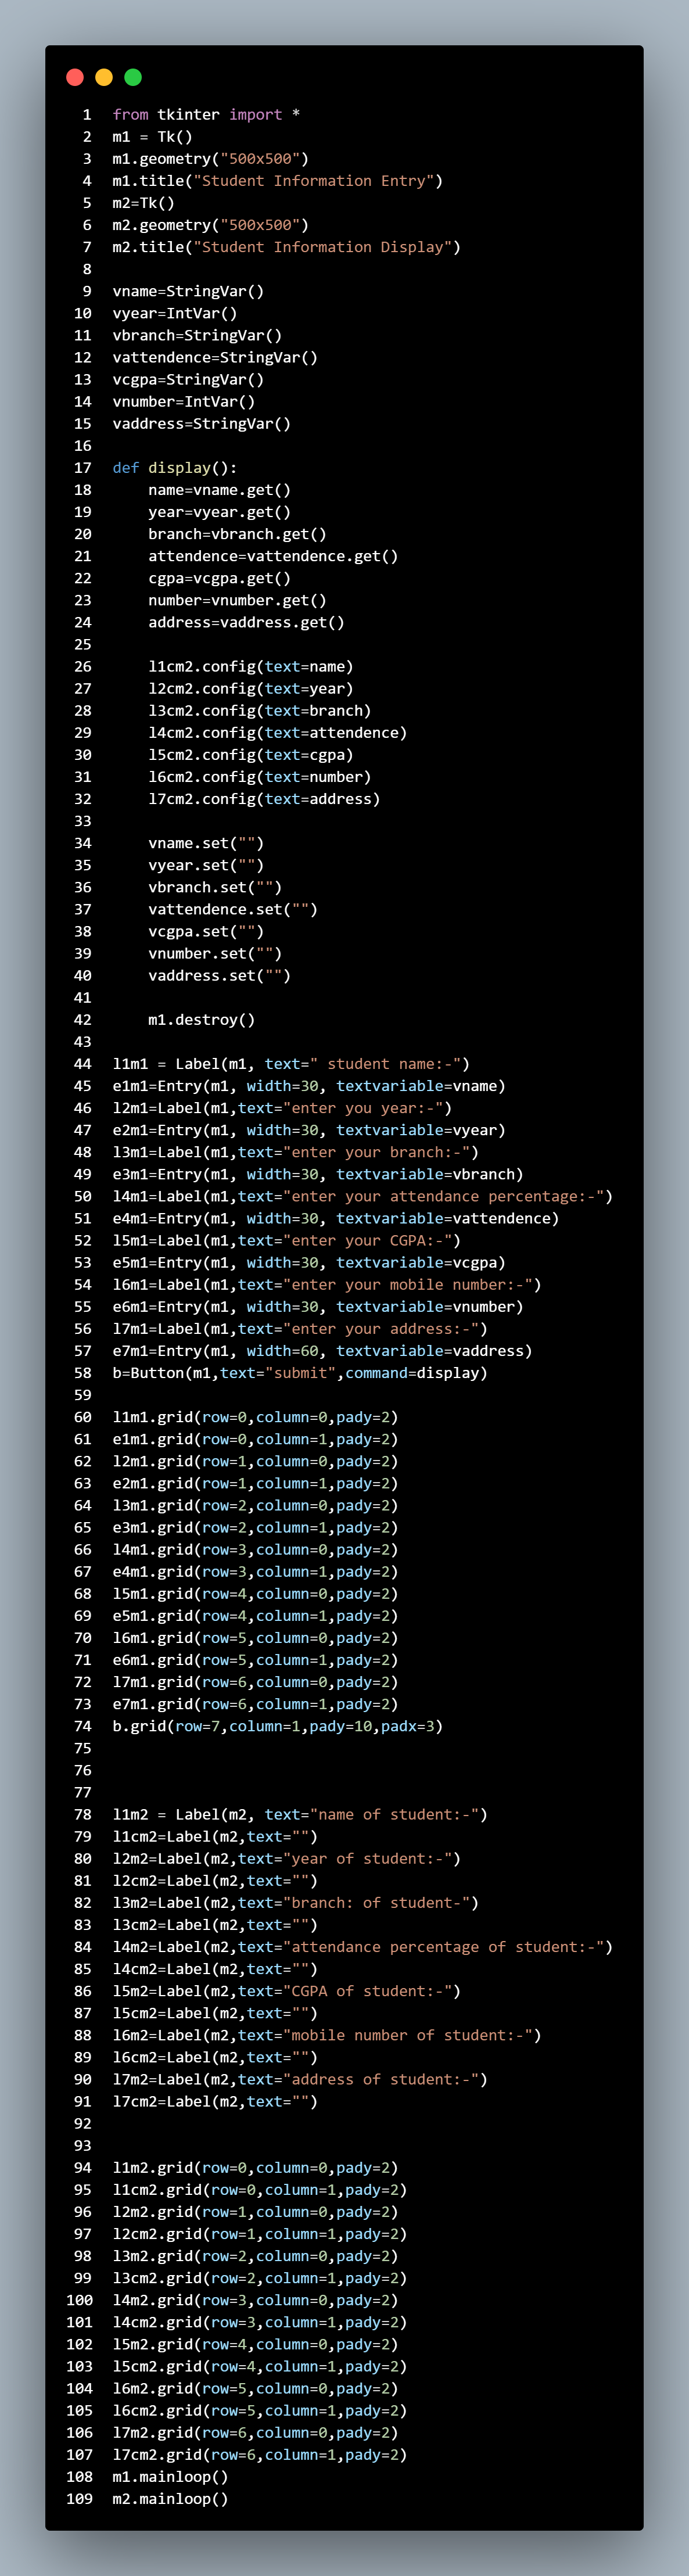 1 from tkinter import *
2 m1 = Tk()
3 m1.geometry("500x500")
4 m1.title("Student Information Entry")
5 m2=Tk()
6 m2.geometry("500x500")
7 m2.title("Student Information Display")
8
9 vname=StringVar()
10 vyear=IntVar()
11 vbranch=StringVar()
12 vattendence=StringVar()
13 vcgpa=StringVar()
14 vnumber=IntVar()
15 vaddress=StringVar()
16
17 def display():
18     name=vname.get()
19     year=vyear.get()
20     branch=vbranch.get()
21     attendence=vattendence.get()
22     cgpa=vcgpa.get()
23     number=vnumber.get()
24     address=vaddress.get()
25
26     l1cm2.config(text=name)
27     l2cm2.config(text=year)
28     l3cm2.config(text=branch)
29     l4cm2.config(text=attendence)
30     l5cm2.config(text=cgpa)
31     l6cm2.config(text=number)
32     l7cm2.config(text=address)
33
34     vname.set("")
35     vyear.set("")
36     vbranch.set("")
37     vattendence.set("")
38     vcgpa.set("")
39     vnumber.set("")
40     vaddress.set("")
41
42     m1.destroy()
43
44 l1m1 = Label(m1, text=" student name:-")
45 e1m1=Entry(m1, width=30, textvariable=vname)
46 l2m1=Label(m1,text="enter you year:-")
47 e2m1=Entry(m1, width=30, textvariable=vyear)
48 l3m1=Label(m1,text="enter your branch:-")
49 e3m1=Entry(m1, width=30, textvariable=vbranch)
50 l4m1=Label(m1,text="enter your attendance percentage:-")
51 e4m1=Entry(m1, width=30, textvariable=vattendence)
52 l5m1=Label(m1,text="enter your CGPA:-")
53 e5m1=Entry(m1, width=30, textvariable=vcgpa)
54 l6m1=Label(m1,text="enter your mobile number:-")
55 e6m1=Entry(m1, width=30, textvariable=vnumber)
56 l7m1=Label(m1,text="enter your address:-")
57 e7m1=Entry(m1, width=60, textvariable=vaddress)
58 b=Button(m1,text="submit",command=display)
59
60 l1m1.grid(row=0,column=0,pady=2)
61 e1m1.grid(row=0,column=1,pady=2)
62 l2m1.grid(row=1,column=0,pady=2)
63 e2m1.grid(row=1,column=1,pady=2)
64 l3m1.grid(row=2,column=0,pady=2)
65 e3m1.grid(row=2,column=1,pady=2)
66 l4m1.grid(row=3,column=0,pady=2)
67 e4m1.grid(row=3,column=1,pady=2)
68 l5m1.grid(row=4,column=0,pady=2)
69 e5m1.grid(row=4,column=1,pady=2)
70 l6m1.grid(row=5,column=0,pady=2)
71 e6m1.grid(row=5,column=1,pady=2)
72 l7m1.grid(row=6,column=0,pady=2)
73 e7m1.grid(row=6,column=1,pady=2)
74 b.grid(row=7,column=1,pady=10,padx=3)
75
76
77
78 l1m2 = Label(m2, text="name of student:-")
79 l1cm2=Label(m2,text="")
80 l2m2=Label(m2,text="year of student:-")
81 l2cm2=Label(m2,text="")
82 l3m2=Label(m2,text="branch: of student-")
83 l3cm2=Label(m2,text="")
84 l4m2=Label(m2,text="attendance percentage of student:-")
85 l4cm2=Label(m2,text="")
86 l5m2=Label(m2,text="CGPA of student:-")
87 l5cm2=Label(m2,text="")
88 l6m2=Label(m2,text="mobile number of student:-")
89 l6cm2=Label(m2,text="")
90 l7m2=Label(m2,text="address of student:-")
91 l7cm2=Label(m2,text="")
92
93
94 l1m2.grid(row=0,column=0,pady=2)
95 l1cm2.grid(row=0,column=1,pady=2)
96 l2m2.grid(row=1,column=0,pady=2)
97 l2cm2.grid(row=1,column=1,pady=2)
98 l3m2.grid(row=2,column=0,pady=2)
99 l3cm2.grid(row=2,column=1,pady=2)
100 l4m2.grid(row=3,column=0,pady=2)
101 l4cm2.grid(row=3,column=1,pady=2)
102 l5m2.grid(row=4,column=0,pady=2)
103 l5cm2.grid(row=4,column=1,pady=2)
104 l6m2.grid(row=5,column=0,pady=2)
105 l6cm2.grid(row=5,column=1,pady=2)
106 l7m2.grid(row=6,column=0,pady=2)
107 l7cm2.grid(row=6,column=1,pady=2)
108 m1.mainloop()
109 m2.mainloop()